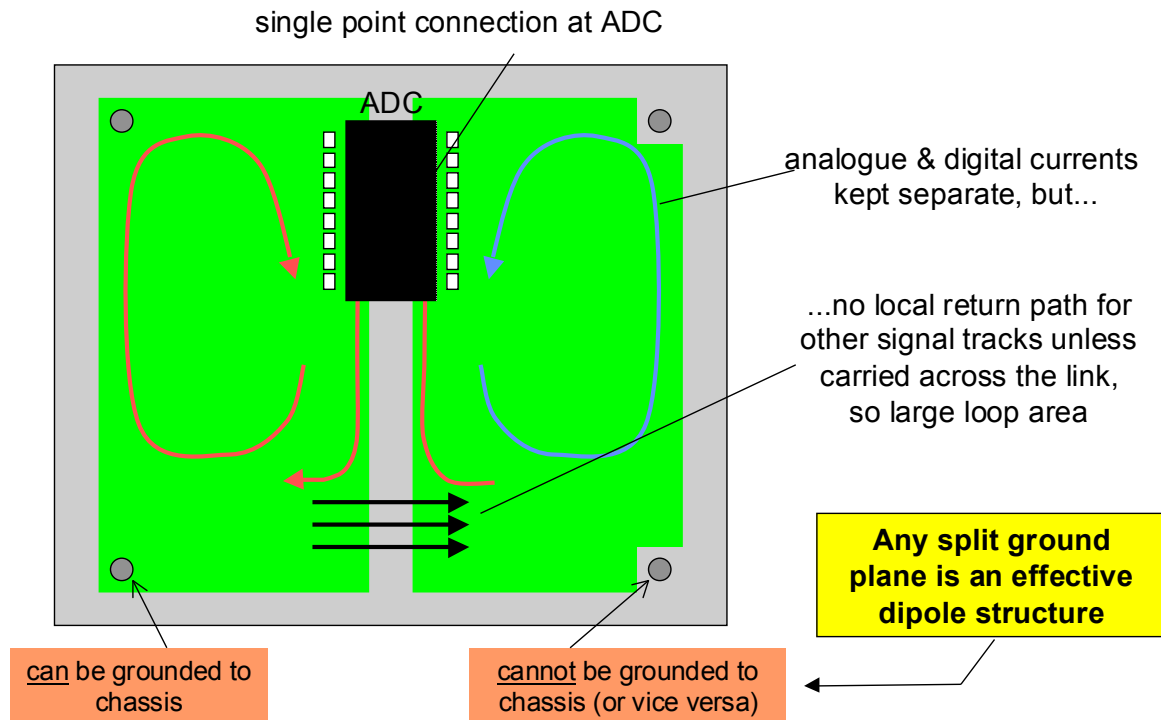 single point connection at ADC
ADC
analogue & digital currents
kept separate, but...
...no local return path for
other signal tracks unless
carried across the link,
so large loop area
Any split ground
plane is an effective
dipole structure
can be grounded to
chassis
cannot be grounded to
chassis (or vice versa)